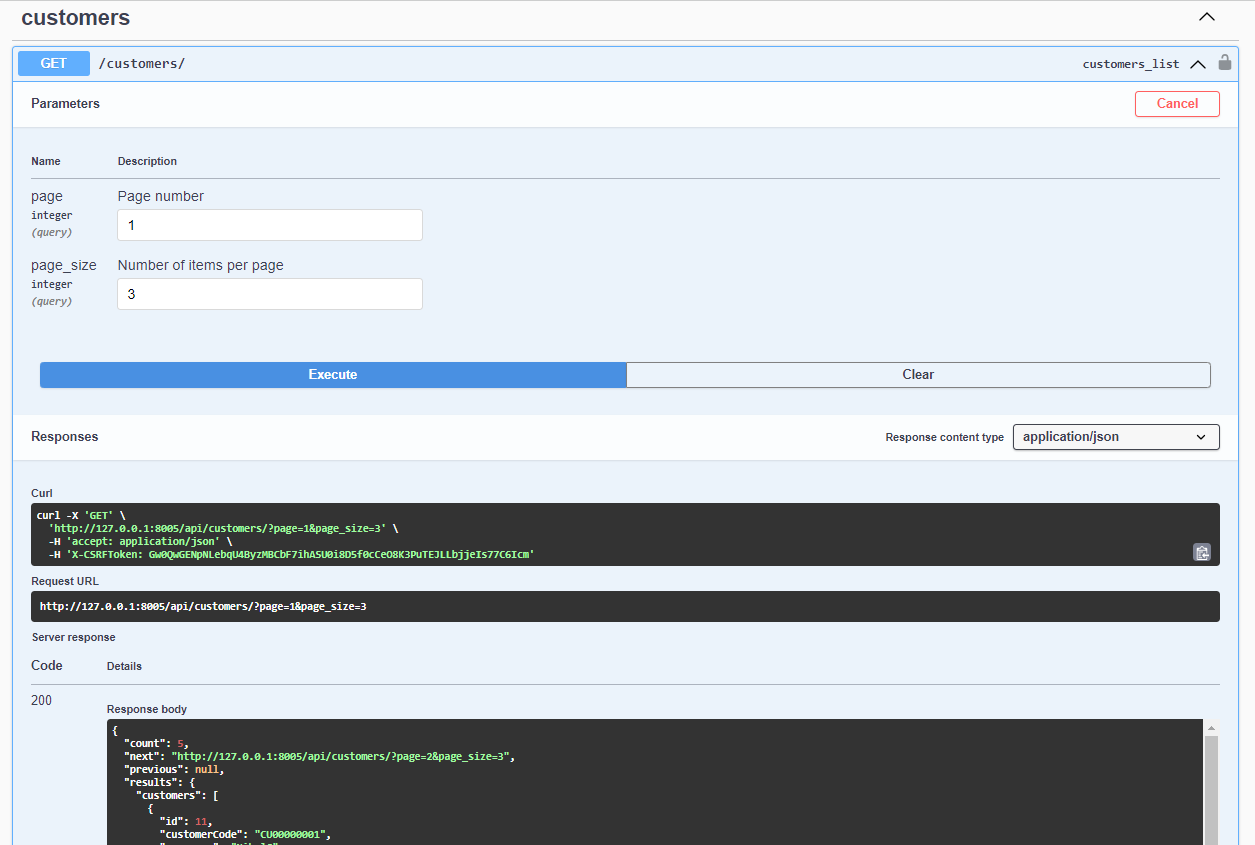 customers
GET /customers/ customers_list
Parameters Cancel
Name Description
page Page number
integer
(query)
1
page_size Number of items per page
integer
(query)
3
Execute Clear
Responses Response content type application/json
Curl
curl -X 'GET' \
'http://127.0.0.1:8005/api/customers/?page=1&page_size=3' \
-H 'accept: application/json' \
-H 'X-CSRFToken: Gw0QwGENpNLebqU4ByzMBCbF7ihA5U0i8D5f0cCeO8K3PuTEJLLbjjeIs77C6Icm'
Request URL
http://127.0.0.1:8005/api/customers/?page=1&page_size=3
Server response
Code Details
200
Response body
{
"count": 5,
"next": "http://127.0.0.1:8005/api/customers/?page=2&page_size=3",
"previous": null,
"results": {
"customers": [
{
"id": 11,
"customerCode": "CU00000001",